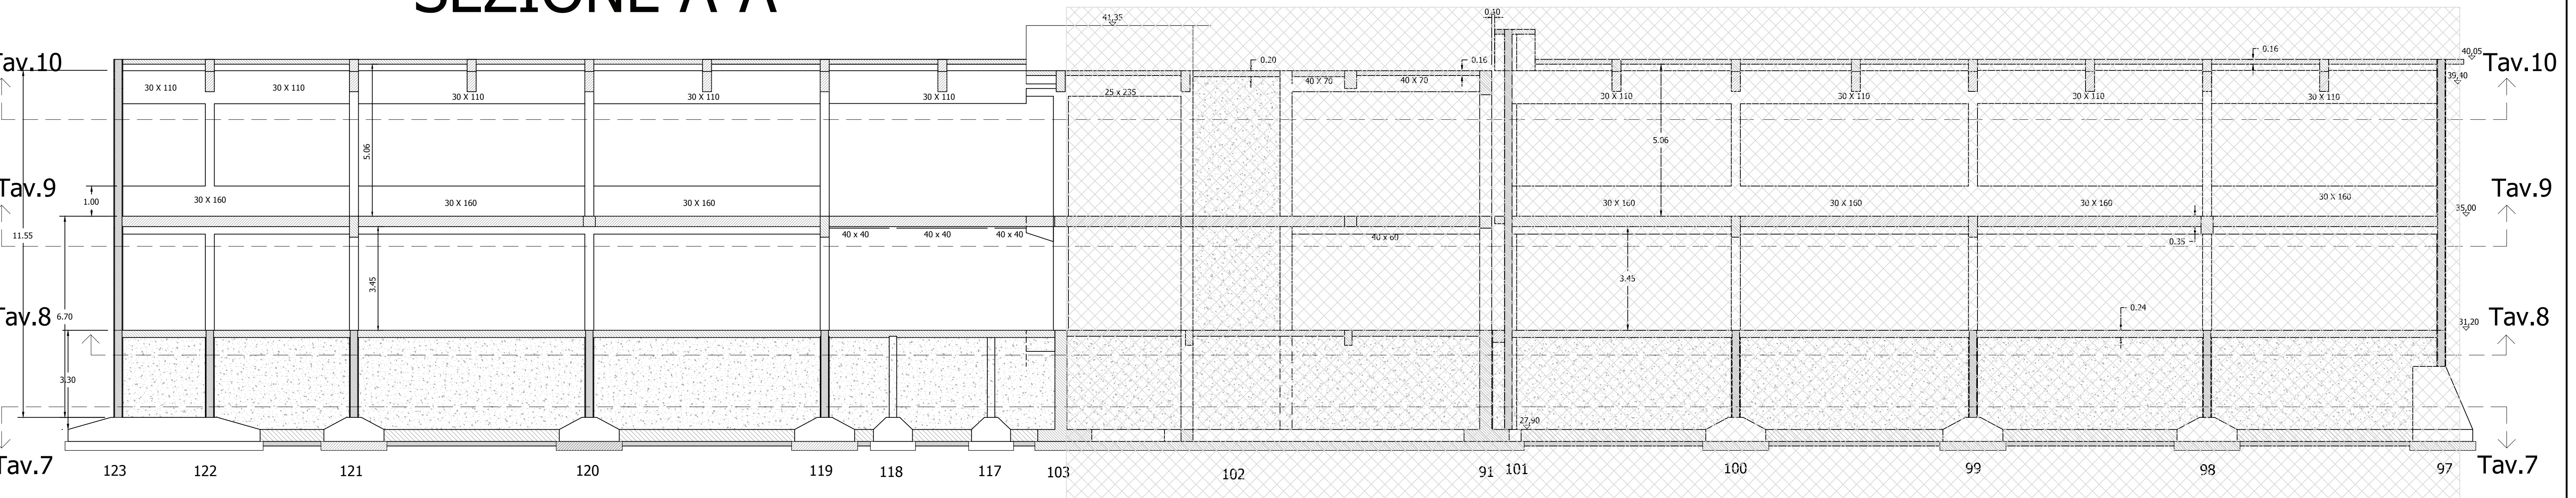 SEZIONE A-A
41,35
0.10
Tav.10
0.20
0.16
0.16
40,05
Tav.10
39,40
30 X 110
30 X 110
30 X 110
30 X 110
30 X 110
25 x 235
40 X 70
40 X 70
30 X 110
30 X 110
30 X 110
30 X 110
5.06
5.06
Tav.9
Tav.9
1.00
30 X 160
30 X 160
30 X 160
30 X 160
30 X 160
30 X 160
30 X 160
35,00
11.55
40 x 40
40 x 40
40 x 40
40 x 60
0.35
3.45
3.45
Tav.8
6.70
0.24
31,20
Tav.8
3.30
27,90
Tav.7
123
122
121
120
119
118
117
103
102
91
101
100
99
98
97
Tav.7